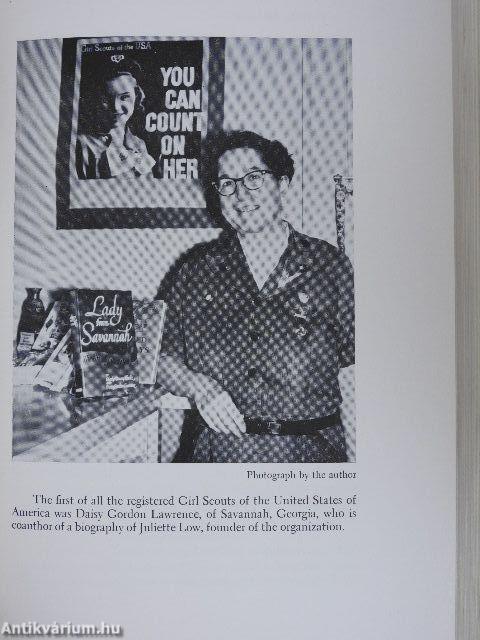 Girl Scouts of the USA
YOU
CAN
COUNT
ON
HER
Lady
from
Savannah
Photograph by the author
The first of all the registered Girl Scouts of the United States of
America was Daisy Gordon Lawrence, of Savannah, Georgia, who is
coauthor of a biography of Juliette Low, founder of the organization.
Antikvárium.hu